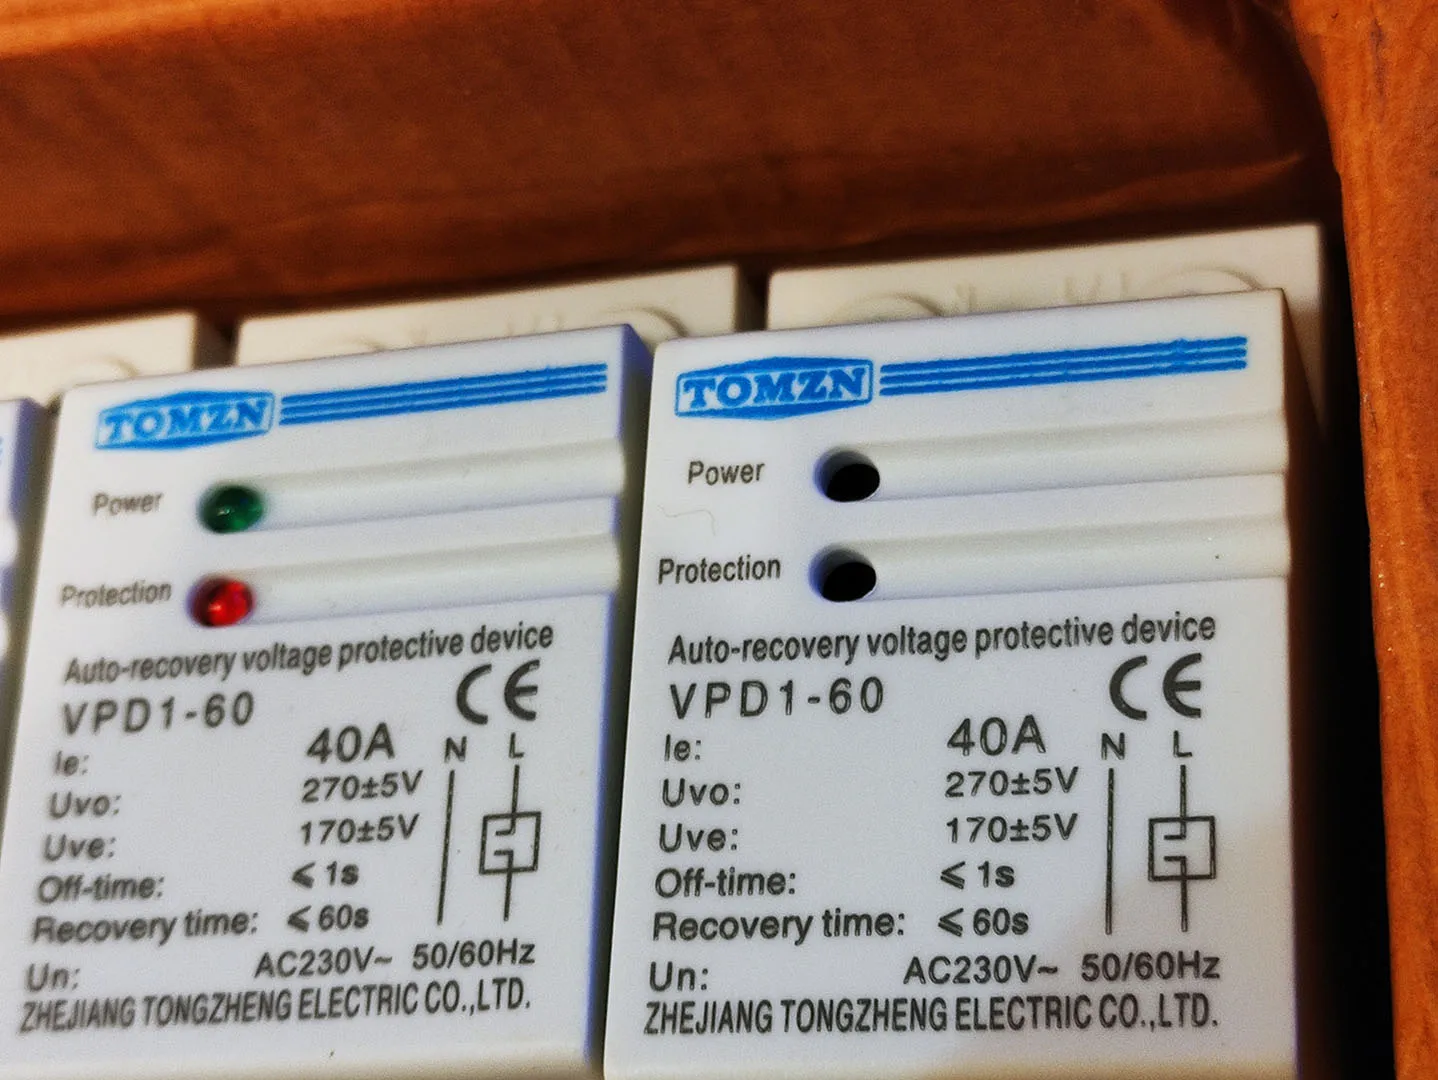 TOMZN
Power
Protection
Auto-recovery voltage protective device
VPD1-60 CE
Ie: 40A N L
Uvo: 270±5V
Uve: 170±5V
Off-time: ⩽ 1s
Recovery time: ⩽ 60s
Un: AC230V~ 50/60Hz
ZHEJIANG TONGZHENG ELECTRIC CO.,LTD.
TOMZN
Power
Protection
Auto-recovery voltage protective device
VPD1-60 CE
Ie: 40A N L
Uvo: 270±5V
Uve: 170±5V
Off-time: ⩽ 1s
Recovery time: ⩽ 60s
Un: AC230V~ 50/60Hz
ZHEJIANG TONGZHENG ELECTRIC CO.,LTD.